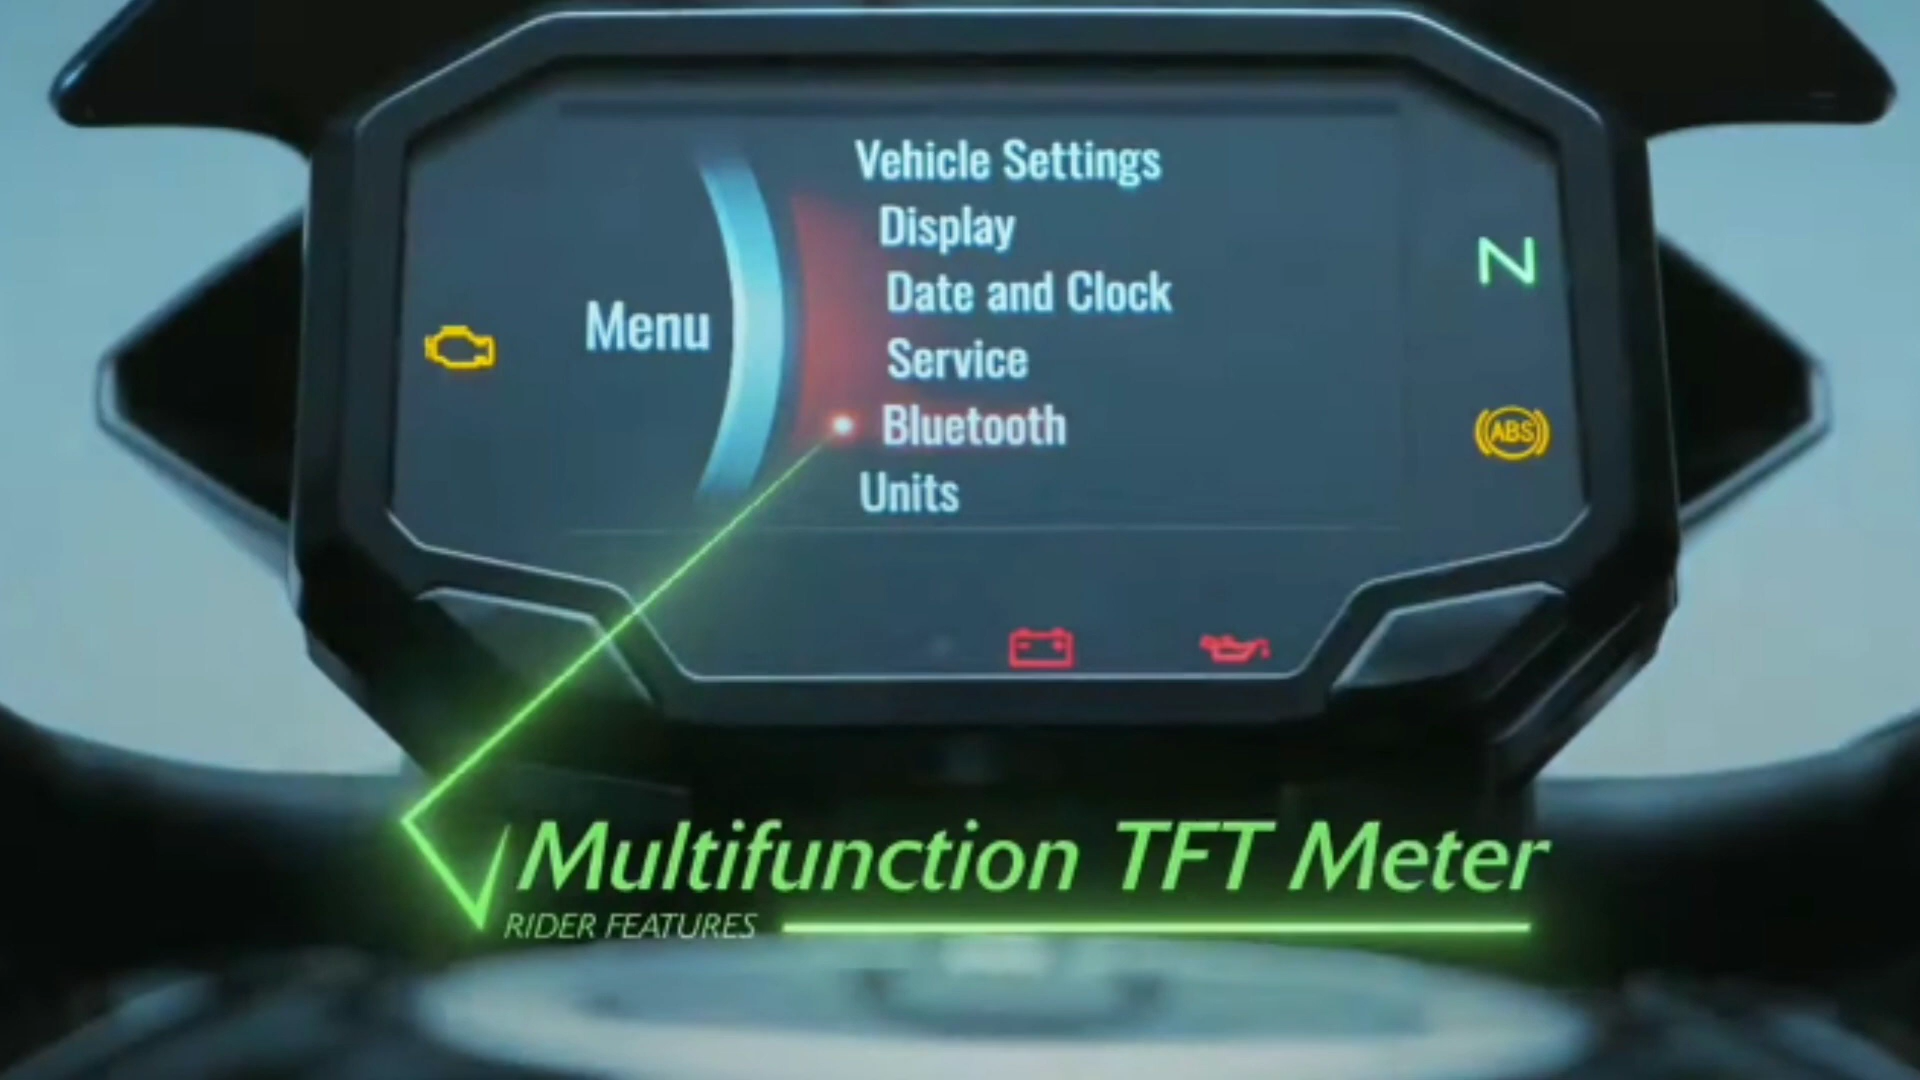 Vehicle Settings
Display
Date and Clock
Service
Bluetooth
Units
Menu
N
ABS
Multifunction TFT Meter
RIDER FEATURES